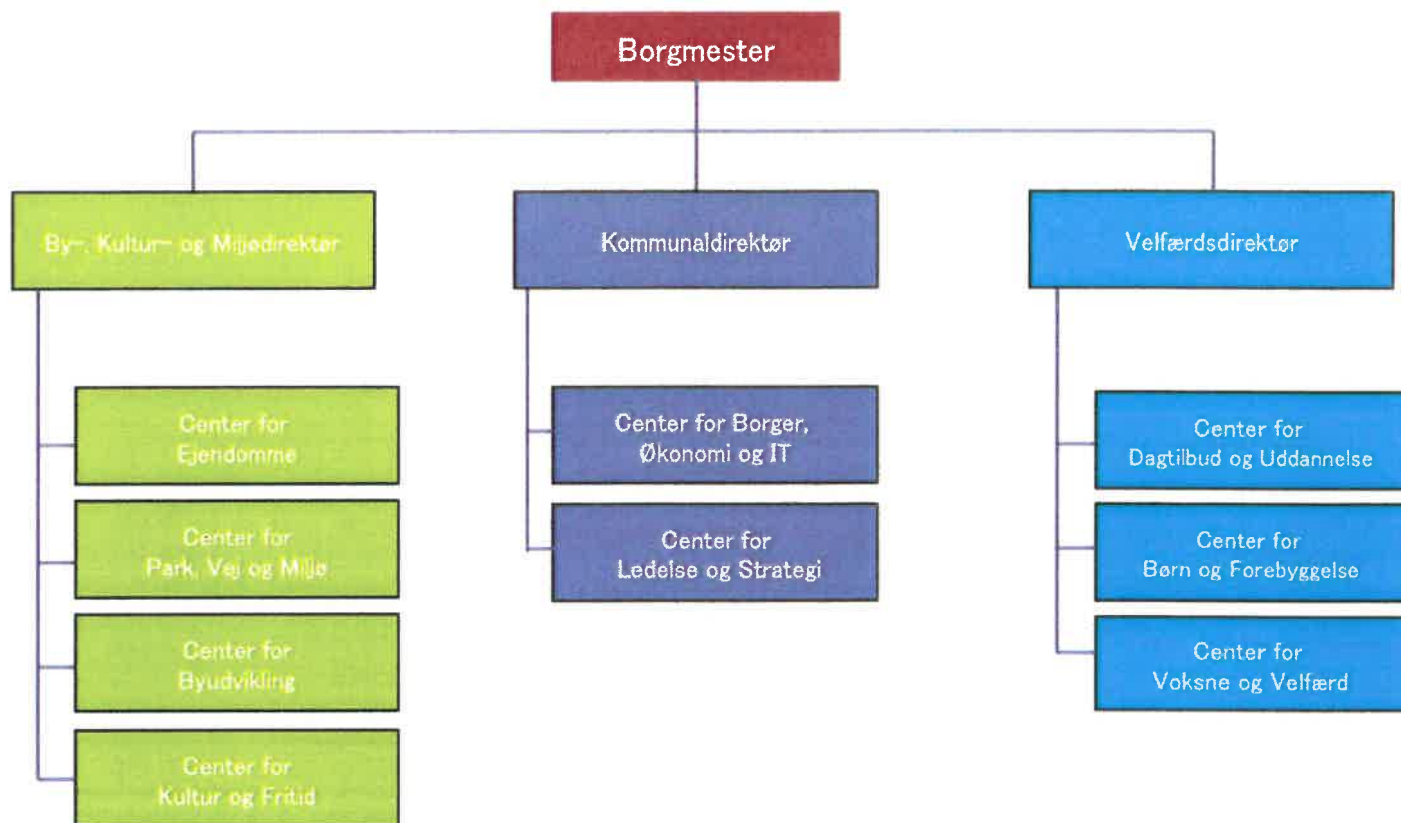 Borgmester
By-, Kultur- og Miljødirektør
Kommunaldirektør
Velfærdsdirektør
Center for
Ejendomme
Center for
Park, Vej og Miljø
Center for
Byudvikling
Center for
Kultur og Fritid
Center for Borger,
Økonomi og IT
Center for
Ledelse og Strategi
Center for
Dagtilbud og Uddannelse
Center for
Børn og Forebyggelse
Center for
Voksne og Velfærd